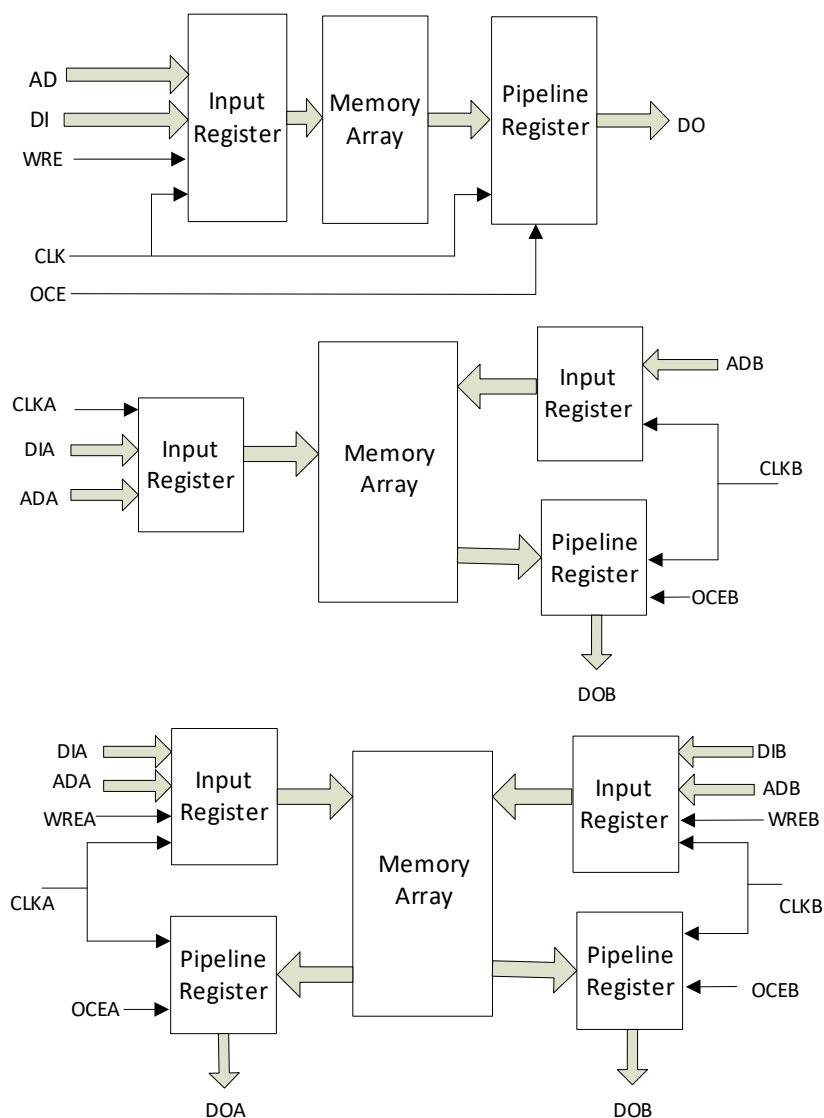 AD
DI
WRE
CLK
OCE
Input
Register
Memory
Array
Pipeline
Register
DO
CLKA
DIA
ADA
Input
Register
Memory
Array
Input
Register
ADB
CLKB
Pipeline
Register
OCEB
DOB
DIA
ADA
WREA
CLKA
Input
Register
Pipeline
Register
OCEA
DOA
Memory
Array
Input
Register
DIB
ADB
WREB
CLKB
Pipeline
Register
OCEB
DOB